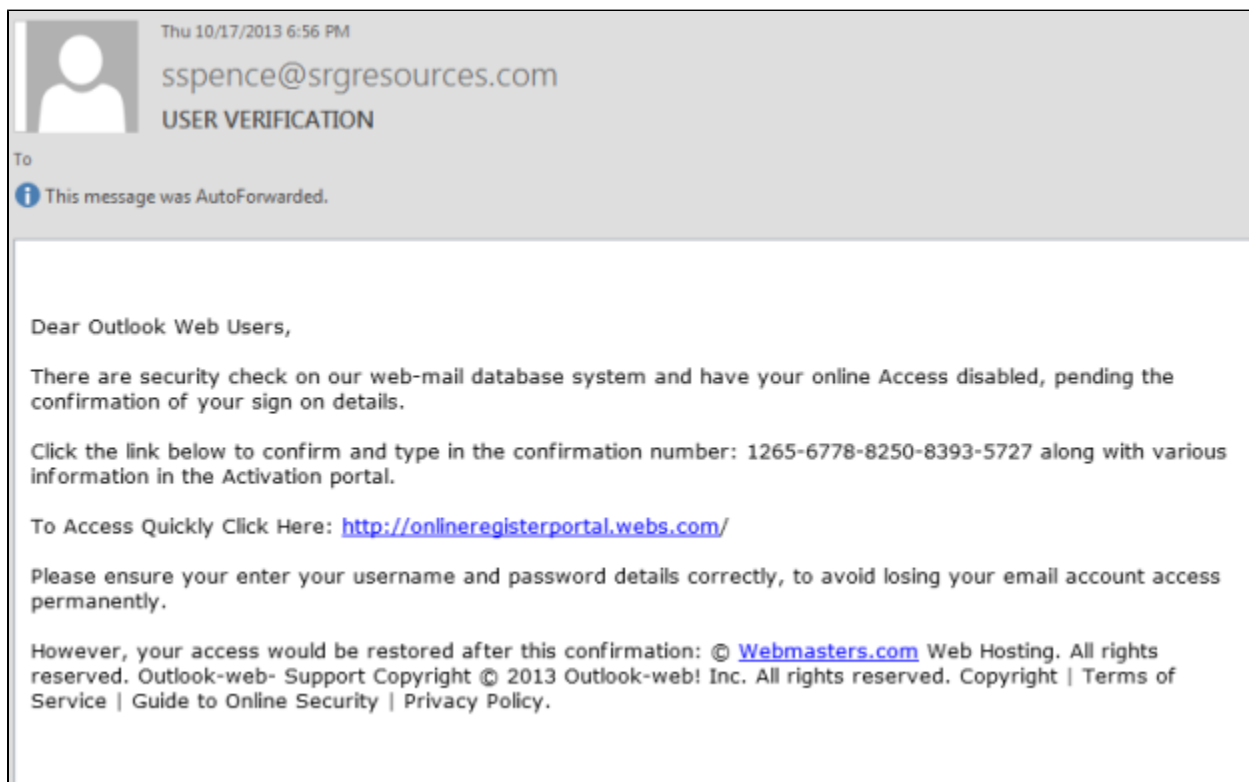 Thu 10/17/2013 6:56 PM
sspence@srgresources.com
USER VERIFICATION
To
This message was AutoForwarded.
Dear Outlook Web Users,
There are security check on our web-mail database system and have your online Access disabled, pending the
confirmation of your sign on details.
Click the link below to confirm and type in the confirmation number: 1265-6778-8250-8393-5727 along with various
information in the Activation portal.
To Access Quickly Click Here: http://onlineregisterportal.webs.com/
Please ensure your enter your username and password details correctly, to avoid losing your email account access
permanently.
However, your access would be restored after this confirmation: © Webmasters.com Web Hosting. All rights
reserved. Outlook-web- Support Copyright © 2013 Outlook-web! Inc. All rights reserved. Copyright | Terms of
Service | Guide to Online Security | Privacy Policy.